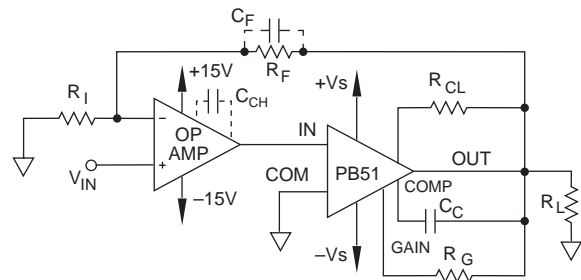 CF
RF
+15V
CCH
+Vs
RI
RCL
−
OP
AMP
IN
OUT
VIN
+
COM
PB51
COMP
CC
RL
−15V
−Vs
GAIN
RG